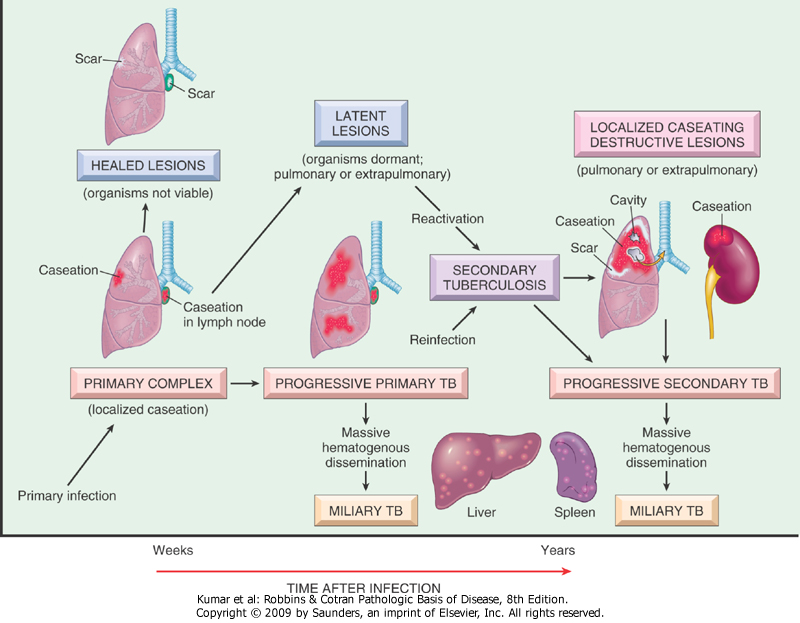 Scar
Scar
HEALED LESIONS
(organisms not viable)
Caseation
Caseation
in lymph node
PRIMARY COMPLEX
(localized caseation)
Primary infection
LATENT
LESIONS
(organisms dormant;
pulmonary or extrapulmonary)
Reactivation
SECONDARY
TUBERCULOSIS
Reinfection
PROGRESSIVE PRIMARY TB
Massive
hematogenous
dissemination
MILIARY TB
LOCALIZED CASEATING
DESTRUCTIVE LESIONS
(pulmonary or extrapulmonary)
Cavity
Caseation
Scar
Caseation
PROGRESSIVE SECONDARY TB
Massive
hematogenous
dissemination
MILIARY TB
Liver
Spleen
Weeks
Years
TIME AFTER INFECTION
Kumar et al: Robbins & Cotran Pathologic Basis of Disease, 8th Edition.
Copyright © 2009 by Saunders, an imprint of Elsevier, Inc. All rights reserved.